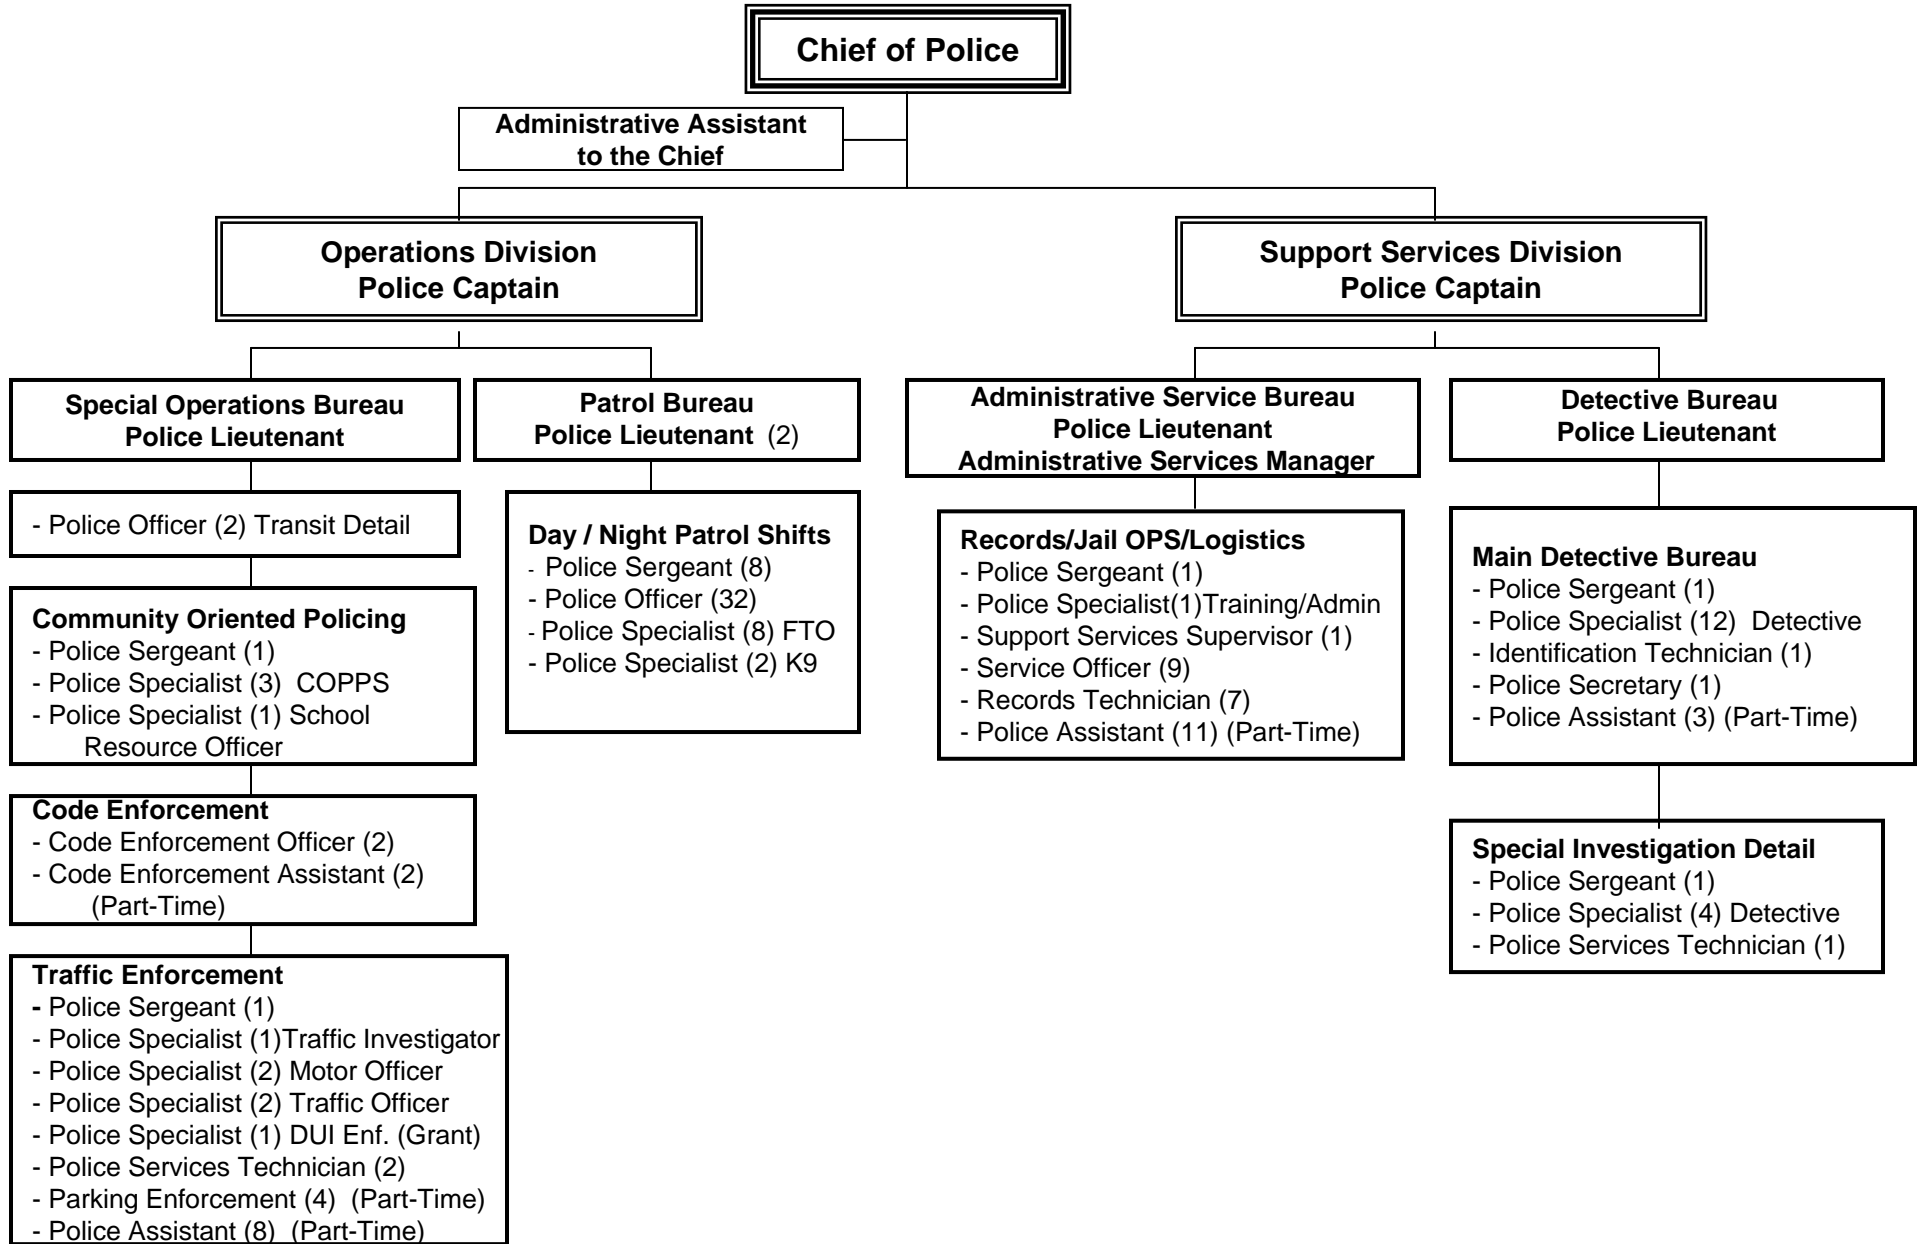 Chief of Police
Administrative Assistant
to the Chief
Operations Division
Police Captain
Support Services Division
Police Captain
Special Operations Bureau
Police Lieutenant
Patrol Bureau
Police Lieutenant (2)
Administrative Service Bureau
Police Lieutenant
Administrative Services Manager
Detective Bureau
Police Lieutenant
- Police Officer (2) Transit Detail
Community Oriented Policing
- Police Sergeant (1)
- Police Specialist (3) COPPS
- Police Specialist (1) School
Resource Officer
Code Enforcement
- Code Enforcement Officer (2)
- Code Enforcement Assistant (2)
(Part-Time)
Traffic Enforcement
- Police Sergeant (1)
- Police Specialist (1)Traffic Investigator
- Police Specialist (2) Motor Officer
- Police Specialist (2) Traffic Officer
- Police Specialist (1) DUI Enf. (Grant)
- Police Services Technician (2)
- Parking Enforcement (4) (Part-Time)
- Police Assistant (8) (Part-Time)
Day / Night Patrol Shifts
- Police Sergeant (8)
- Police Officer (32)
- Police Specialist (8) FTO
- Police Specialist (2) K9
Records/Jail OPS/Logistics
- Police Sergeant (1)
- Police Specialist(1)Training/Admin
- Support Services Supervisor (1)
- Service Officer (9)
- Records Technician (7)
- Police Assistant (11) (Part-Time)
Main Detective Bureau
- Police Sergeant (1)
- Police Specialist (12) Detective
- Identification Technician (1)
- Police Secretary (1)
- Police Assistant (3) (Part-Time)
Special Investigation Detail
- Police Sergeant (1)
- Police Specialist (4) Detective
- Police Services Technician (1)